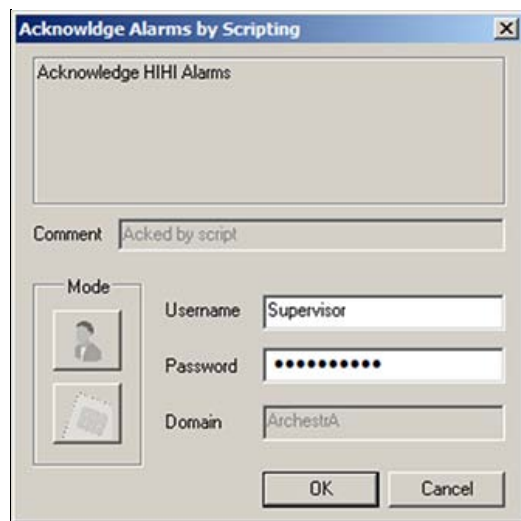 Acknowldge Alarms by Scripting
Acknowledge HIHI Alarms
Comment Acked by script
Mode
Username Supervisor
Password ••••••••••
Domain ArchestrA
OK Cancel